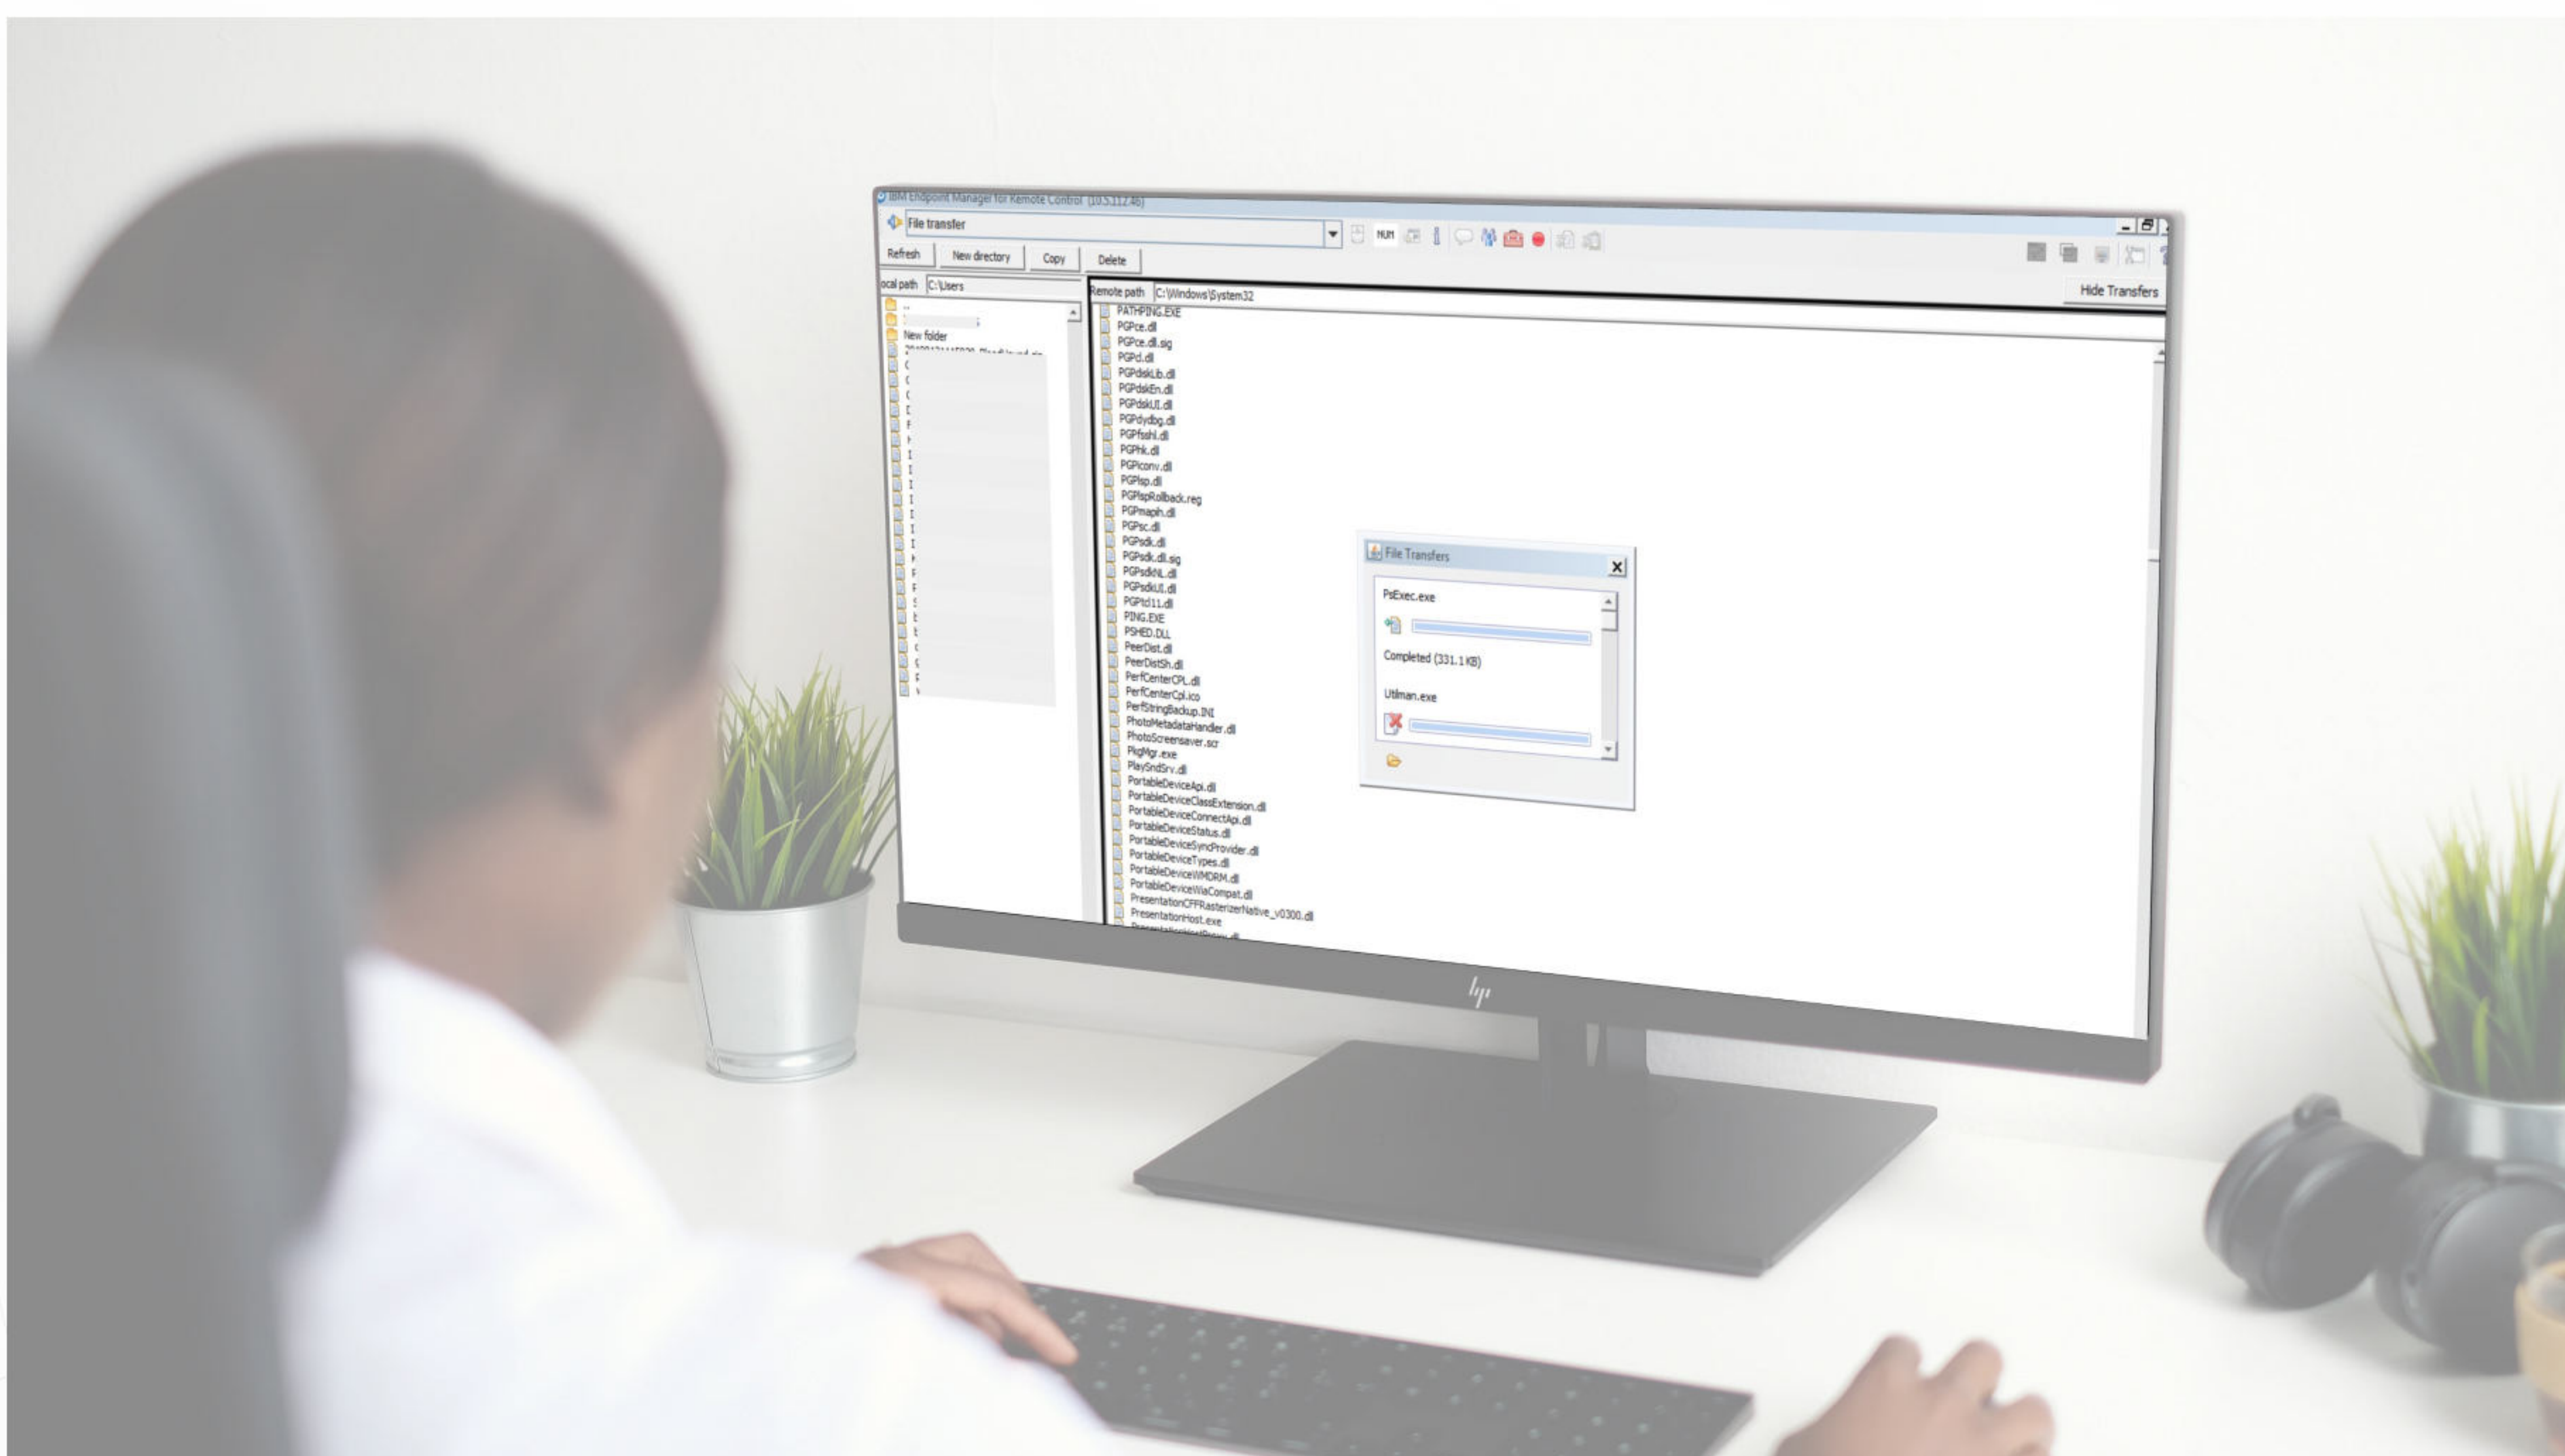 IBM Endpoint Manager for Remote Control (10.5.112.46)
File transfer
NUM
Refresh New directory Copy Delete
Hide Transfers
ocal path C:\Users
..
New folder
Remote path C:\Windows\System32
PATHPING.EXE
PGPce.dll
PGPce.dll.sig
PGPcl.dll
PGPdiskLib.dll
PGPdskEn.dll
PGPdskUI.dll
PGPdydbg.dll
PGPfsshl.dll
PGPhk.dll
PGPiconv.dll
PGPlsp.dll
PGPlspRollback.reg
PGPmapih.dll
PGPsc.dll
PGPsdk.dll
PGPsdk.dll.sig
PGPsdkNL.dll
PGPsdkUI.dll
PGPtcl11.dll
PING.EXE
PSHED.DLL
PeerDist.dll
PeerDistSh.dll
PerfCenterCPL.dll
PerfCenterCpl.ico
PerfStringBackup.INI
PhotoMetadataHandler.dll
PhotoScreensaver.scr
PkgMgr.exe
PlaySndSrv.dll
PortableDeviceApi.dll
PortableDeviceClassExtension.dll
PortableDeviceConnectApi.dll
PortableDeviceStatus.dll
PortableDeviceSyncProvider.dll
PortableDeviceTypes.dll
PortableDeviceWMDRM.dll
PortableDeviceWiaCompat.dll
PresentationCFFRasterizerNative_v0300.dll
PresentationHost.exe
PresentationHostProxy.dll
File Transfers
PsExec.exe
Completed (331.1 KB)
Utilman.exe
hp